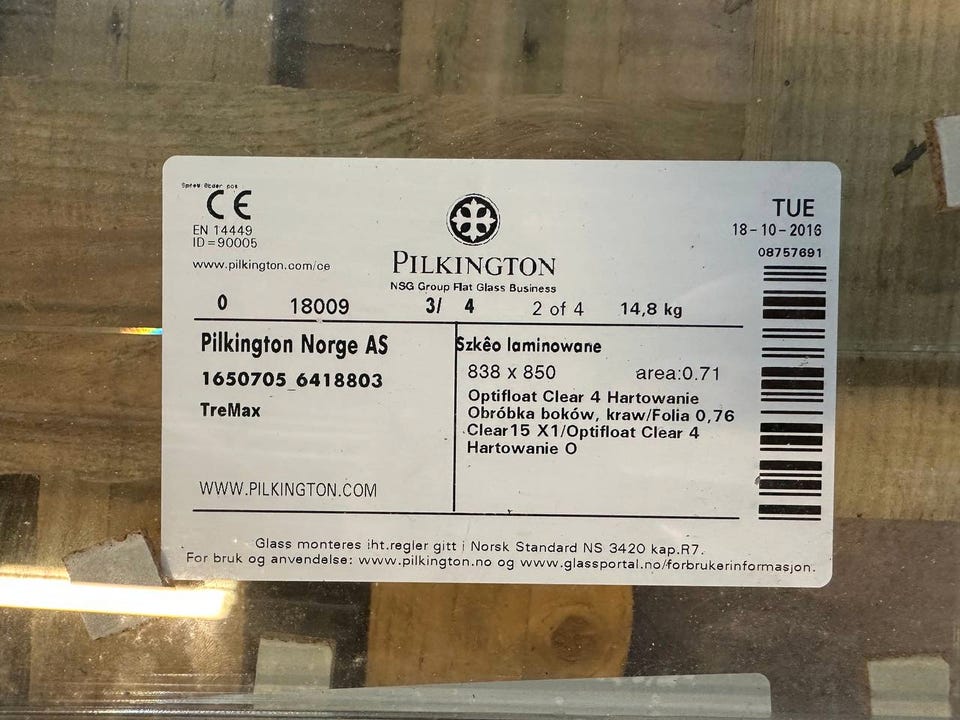 Sprev Order pos
CE
EN 14449
ID=90005
www.pilkington.com/ce
PILKINGTON
NSG Group Flat Glass Business
TUE
18-10-2016
08757691
0 18009 3/ 4 2 of 4 14,8 kg
Pilkington Norge AS
1650705_6418803
TreMax
WWW.PILKINGTON.COM
Szkêo laminowane
838 x 850 area:0.71
Optifloat Clear 4 Hartowanie
Obróbka boków, kraw/Folia 0,76
Clear15 X1/Optifloat Clear 4
Hartowanie O
Glass monteres iht.regler gitt i Norsk Standard NS 3420 kap.R7.
For bruk og anvendelse: www.pilkington.no og www.glassportal.no/forbrukerinformasjon.